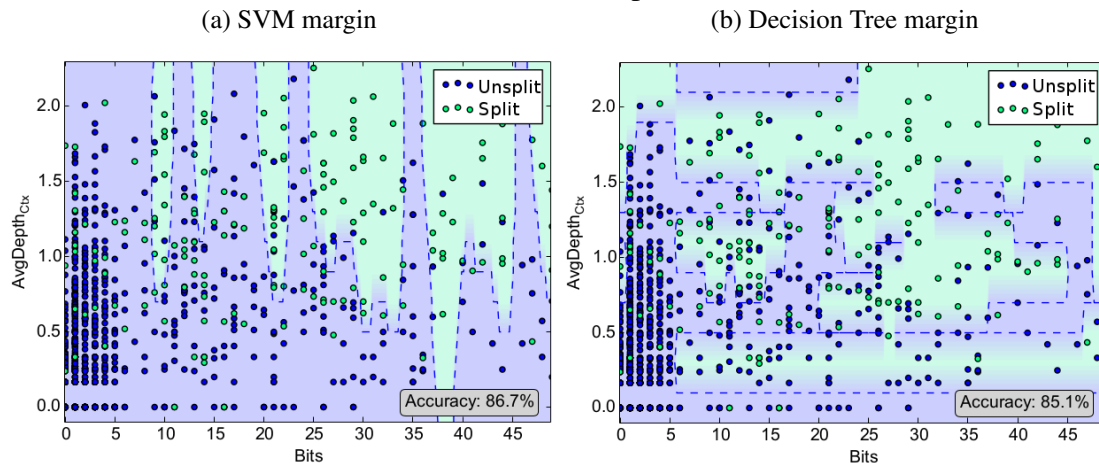 (a) SVM margin
(b) Decision Tree margin
Unsplit
Split
AvgDepth_Ctx
2.0
1.5
1.0
0.5
0.0
Accuracy: 86.7%
0 5 10 15 20 25 30 35 40 45
Bits
Unsplit
Split
AvgDepth_Ctx
2.0
1.5
1.0
0.5
0.0
Accuracy: 85.1%
0 5 10 15 20 25 30 35 40 45
Bits